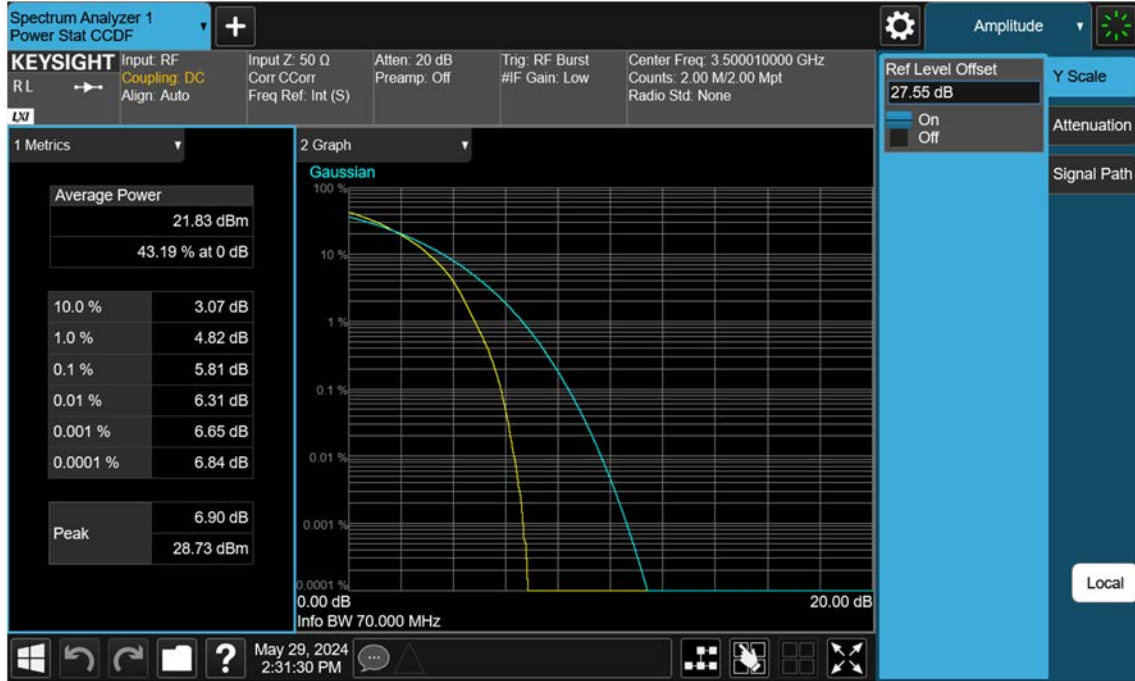 Spectrum Analyzer 1
Power Stat CCDF
+
Amplitude
KEYSIGHT
R L
LXI
Input: RF
Coupling: DC
Align: Auto
Input Z: 50 Ω
Corr CCorr
Freq Ref: Int (S)
Atten: 20 dB
Preamp: Off
Trig: RF Burst
#IF Gain: Low
Center Freq: 3.500010000 GHz
Counts: 2.00 M/2.00 Mpt
Radio Std: None
Ref Level Offset
27.55 dB
On
Off
Y Scale
Attenuation
Signal Path
1 Metrics
Average Power
21.83 dBm
43.19 % at 0 dB
10.0 % 3.07 dB
1.0 % 4.82 dB
0.1 % 5.81 dB
0.01 % 6.31 dB
0.001 % 6.65 dB
0.0001 % 6.84 dB
Peak 6.90 dB
28.73 dBm
2 Graph
Gaussian
100 %
10 %
1 %
0.1 %
0.01 %
0.001 %
0.0001 %
0.00 dB 20.00 dB
Info BW 70.000 MHz
Local
?
May 29, 2024
2:31:30 PM